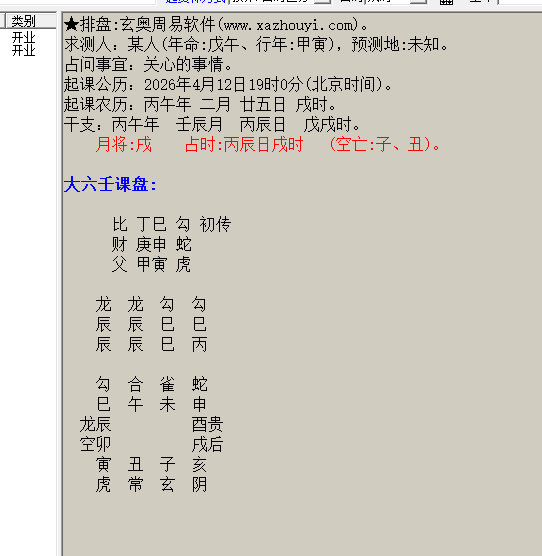 类别
开业
开业
★排盘:玄奥周易软件(www.xazhouyi.com)。
求测人: 某人(年命:戊午、行年:甲寅), 预测地:未知。
占问事宜: 关心的事情。
起课公历: 2026年4月12日19时0分(北京时间)。
起课农历: 丙午年 二月 廿五日 戌时。
干支: 丙午年 壬辰月 丙辰日 戊戌时。
月将:戌 占时:丙辰日戌时 (空亡:子、丑)。
大六壬课盘:
比 丁巳 勾 初传
财 庚申 蛇
父 甲寅 虎
龙 龙 勾 勾
辰 辰 巳 巳
辰 辰 巳 丙
勾 合 雀 蛇
巳 午 未 申
龙辰 酉贵
空卯 戌后
寅 丑 子 亥
虎 常 玄 阴